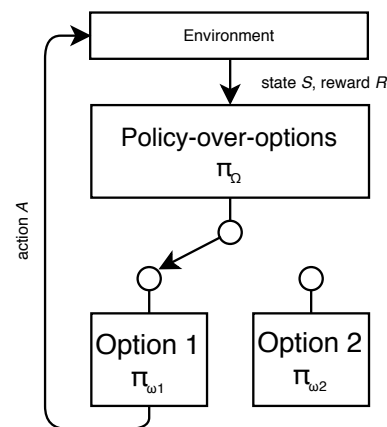 Environment
state S, reward R
Policy-over-options
π_Ω
action A
Option 1
π_ω1
Option 2
π_ω2